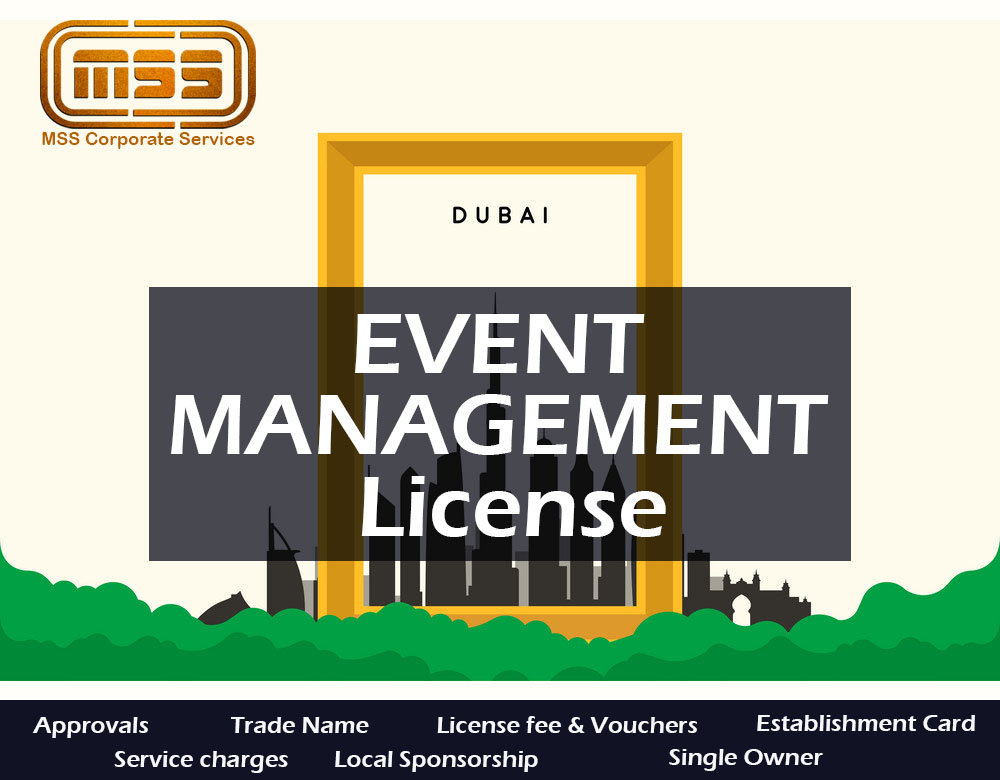 MSS
MSS Corporate Services
DUBAI
EVENT
MANAGEMENT
License
Approvals Trade Name License fee & Vouchers Establishment Card
Service charges Local Sponsorship Single Owner